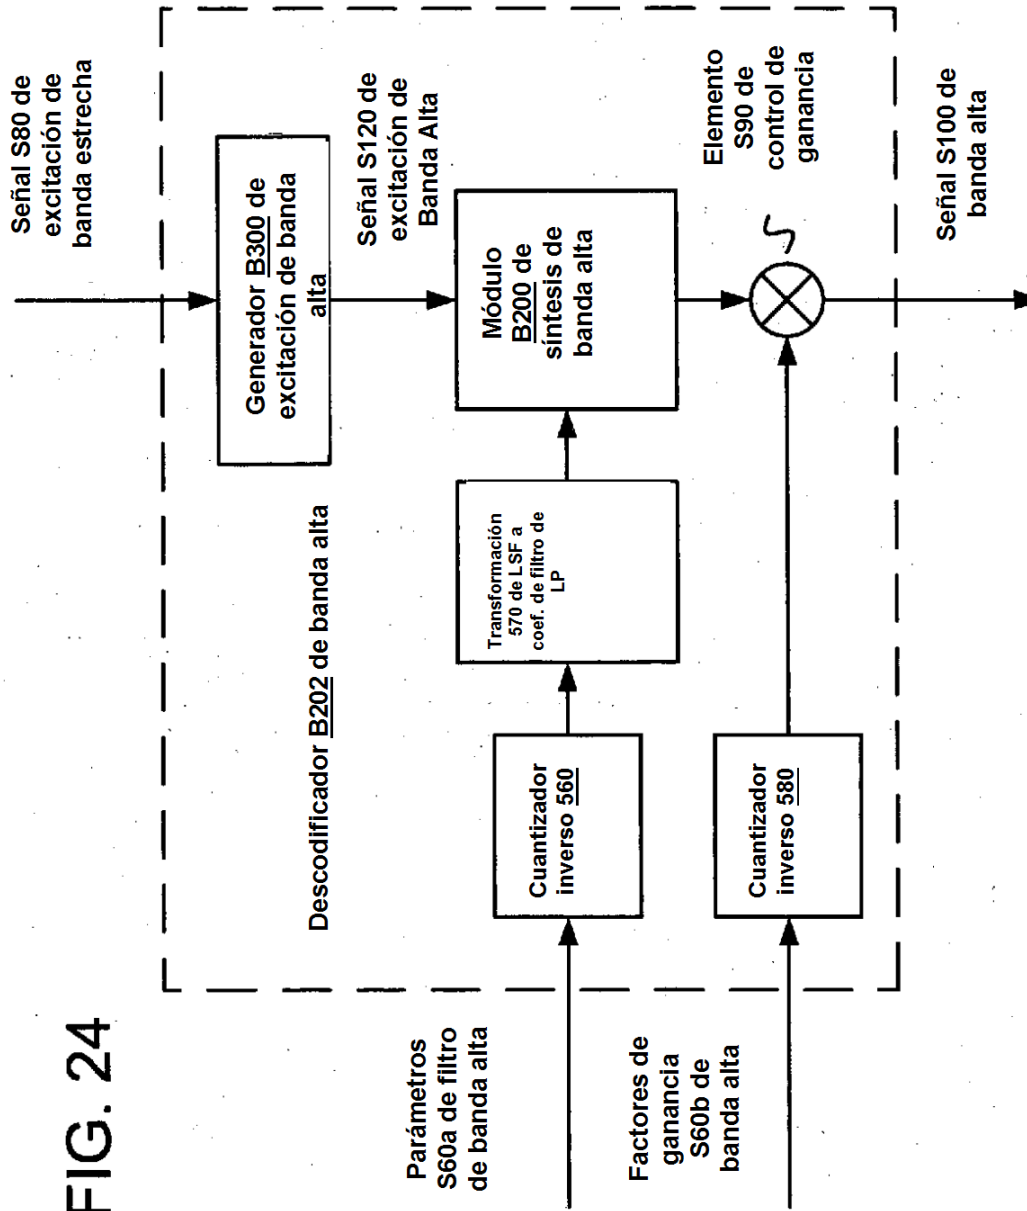 FIG. 24
Señal S80 de
excitación de
banda estrecha
Generador B300 de
excitación de banda
alta
Señal S120 de
excitación de
Banda Alta
Descodificador B202 de banda alta
Parámetros
S60a de filtro
de banda alta
Cuantizador
inverso 560
Transformación
570 de LSF a
coef. de filtro de
LP
Módulo
B200 de
síntesis de
banda alta
Elemento
S90 de
control de
ganancia
Factores de
ganancia
S60b de
banda alta
Cuantizador
inverso 580
Señal S100 de
banda alta